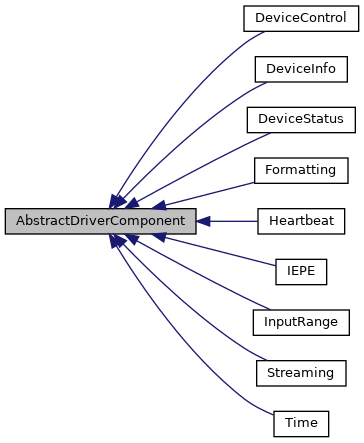 DeviceControl
DeviceInfo
DeviceStatus
Formatting
AbstractDriverComponent
Heartbeat
IEPE
InputRange
Streaming
Time